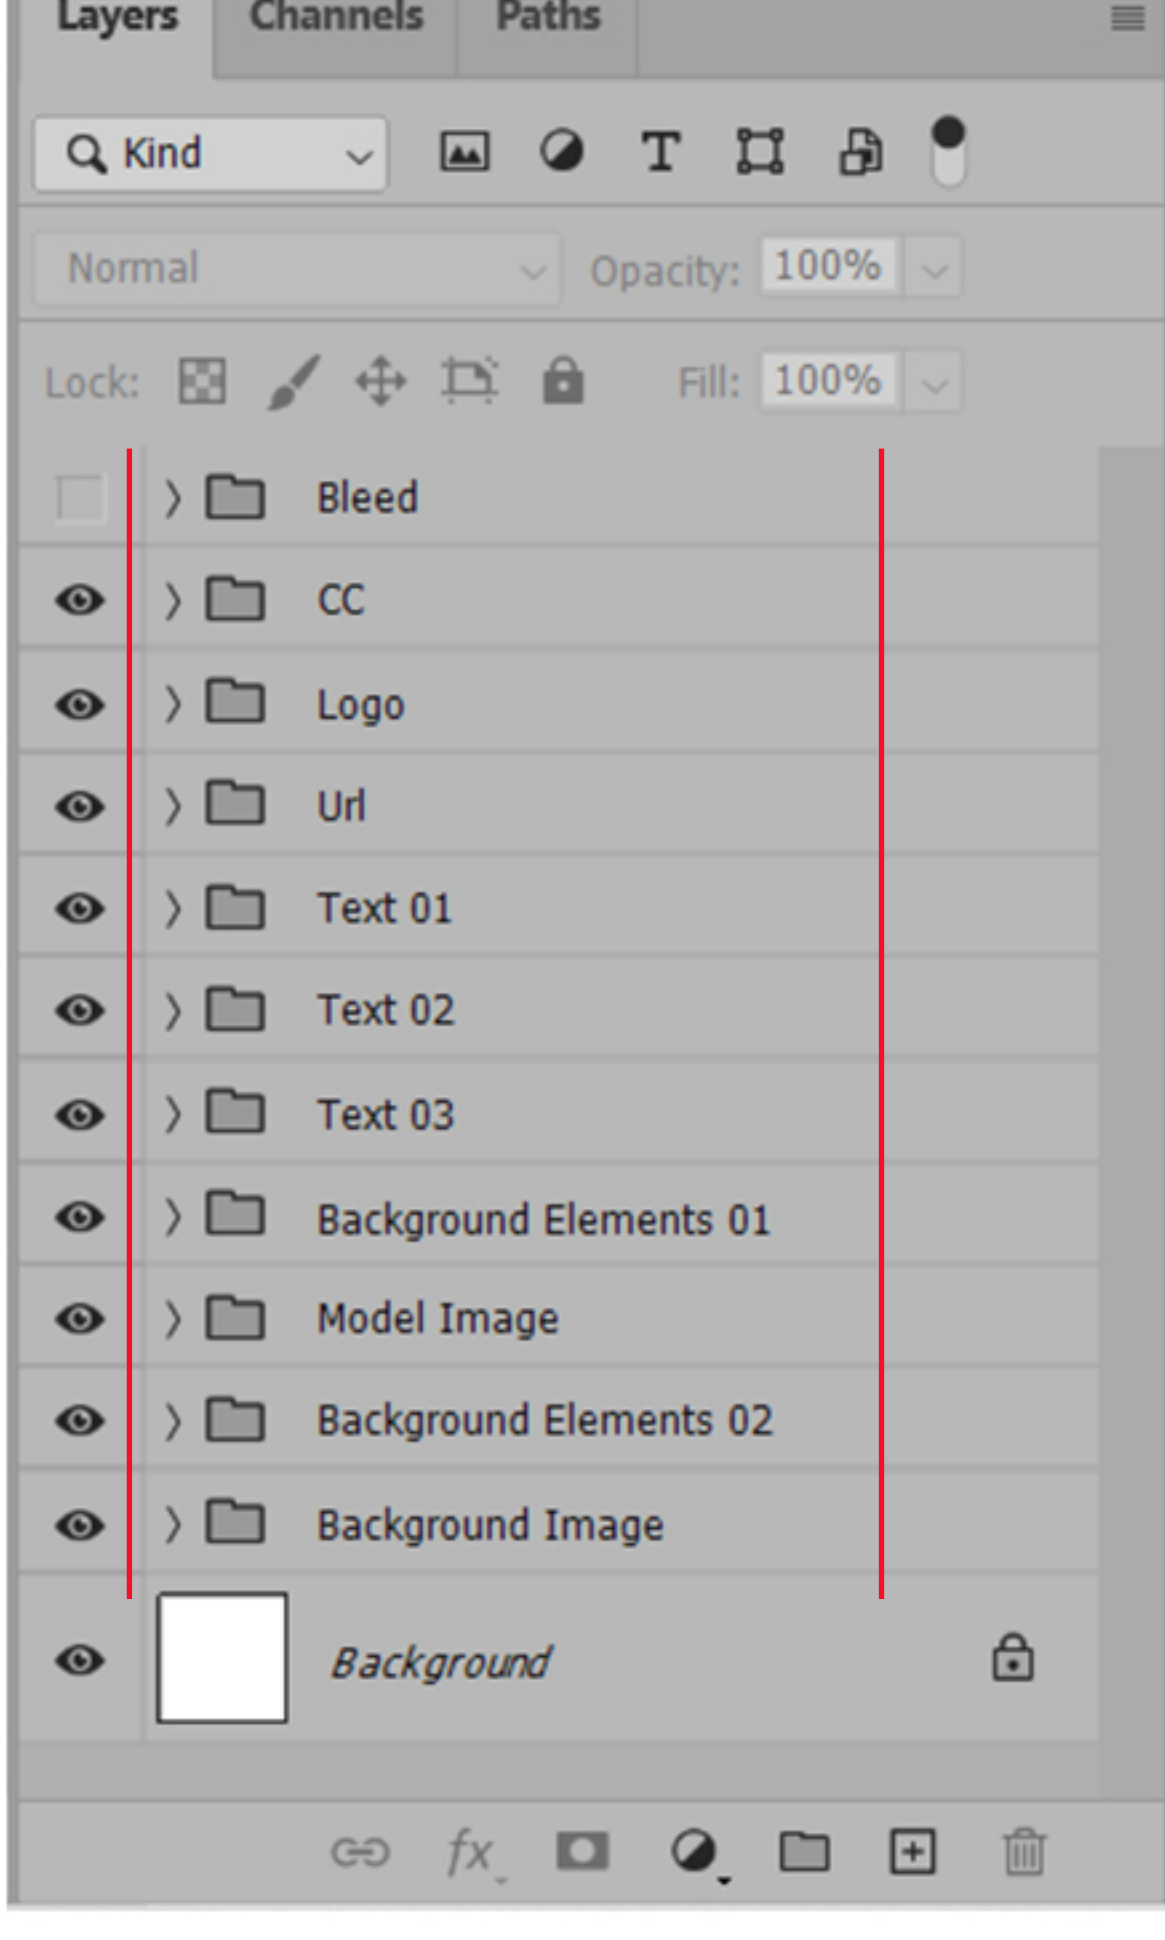 Layers Channels Paths
Kind T
Normal Opacity: 100%
Lock: Fill: 100%
Bleed
CC
Logo
Url
Text 01
Text 02
Text 03
Background Elements 01
Model Image
Background Elements 02
Background Image
Background
fx